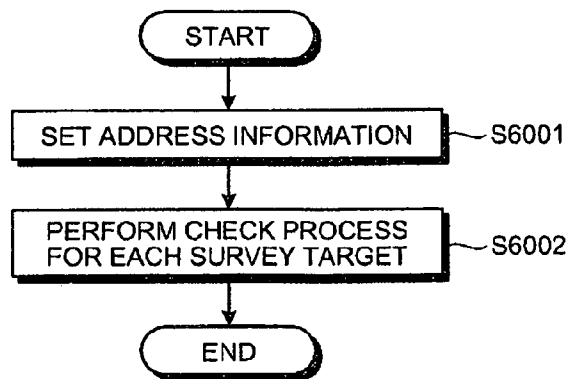 START
SET ADDRESS INFORMATION
S6001
PERFORM CHECK PROCESS
FOR EACH SURVEY TARGET
S6002
END